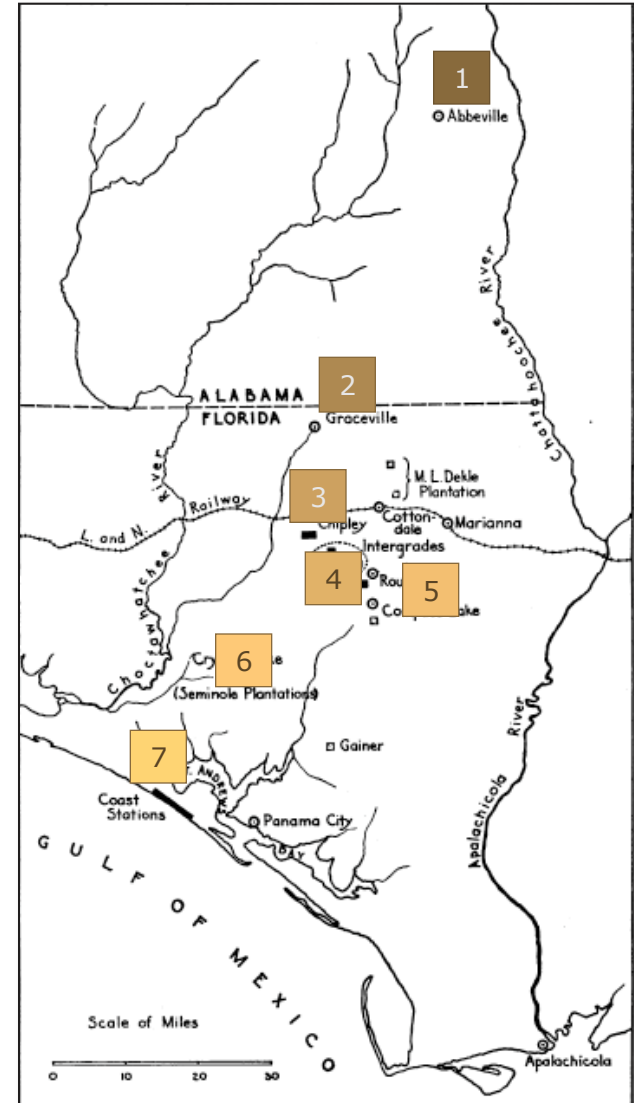 1
Abbeville
Chattahoochee River
2
ALABAMA
FLORIDA
Graceville
M.L. Dekle
Plantation
3
L. and N. Railway
Chipley
Cotton-
dale
Marianna
Intergrades
4
5
Choctawhatchee River
6
(Seminole Plantations)
7
Gainer
Coast
Stations
Panama City
BAY
Apalachicola River
GULF OF MEXICO
Scale of Miles
0 10 20 30
Apalachicola